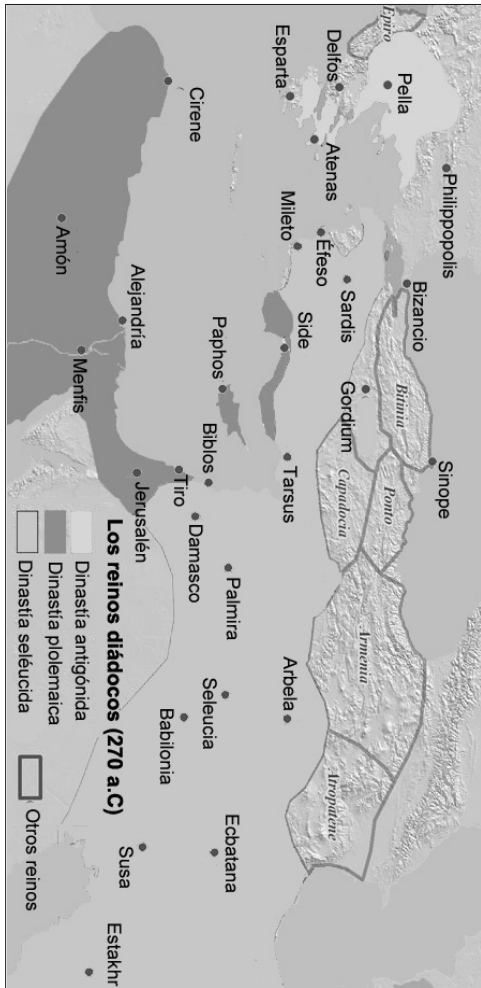 Epiro
Pella
Philippopolis
Delfos
Esparta
Atenas
Bizancio
Sinope
Bitinia
Ponto
Armenia
Atropatene
Éfeso
Sardis
Gordium
Capadocia
Mileto
Side
Tarsus
Arbela
Cirene
Paphos
Biblos
Palmira
Seleucia
Ecbatana
Alejandría
Tiro
Damasco
Babilonia
Susa
Amón
Menfis
Jerusalén
Estakhr
Los reinos diádocos (270 a.C)
Dinastía antigónida
Dinastía plolemaica
Dinastía seléucida
Otros reinos